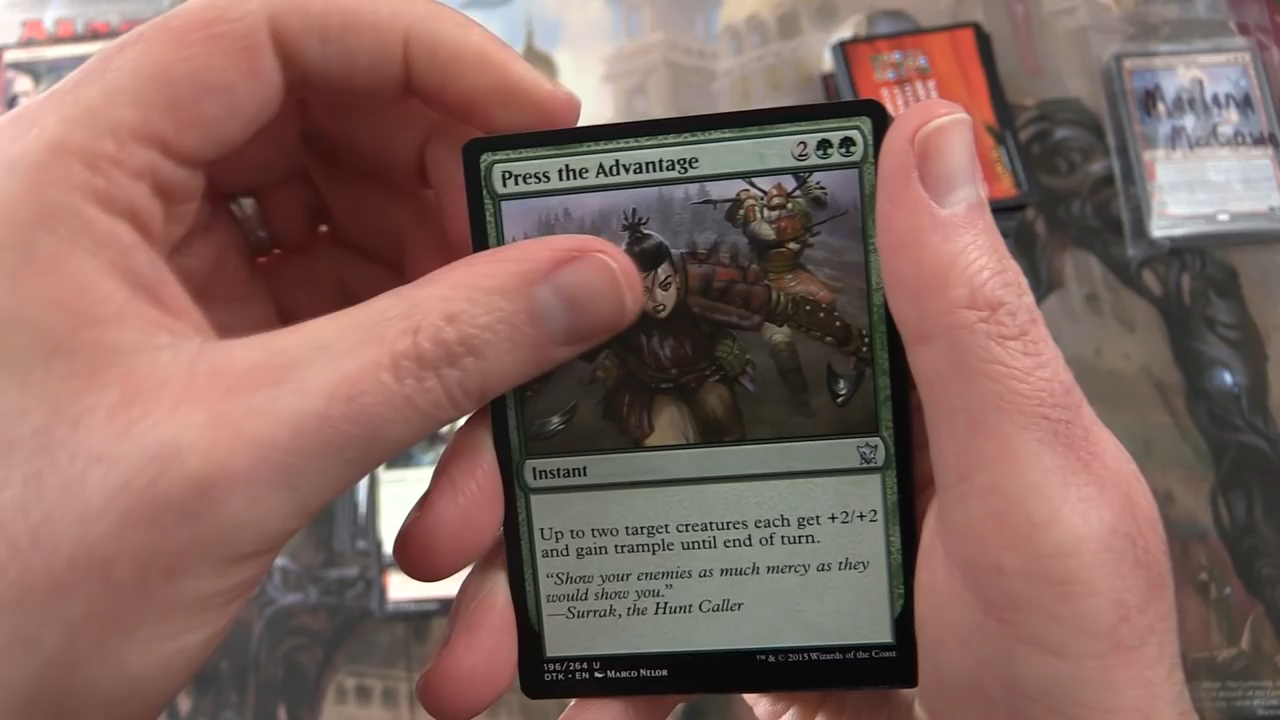 Press the Advantage 2
Instant
Up to two target creatures each get +2/+2
and gain trample until end of turn.
“Show your enemies as much mercy as they
would show you.”
—Surrak, the Hunt Caller
196/264 U
DTK • EN Marco Nelor
™ & © 2015 Wizards of the Coast